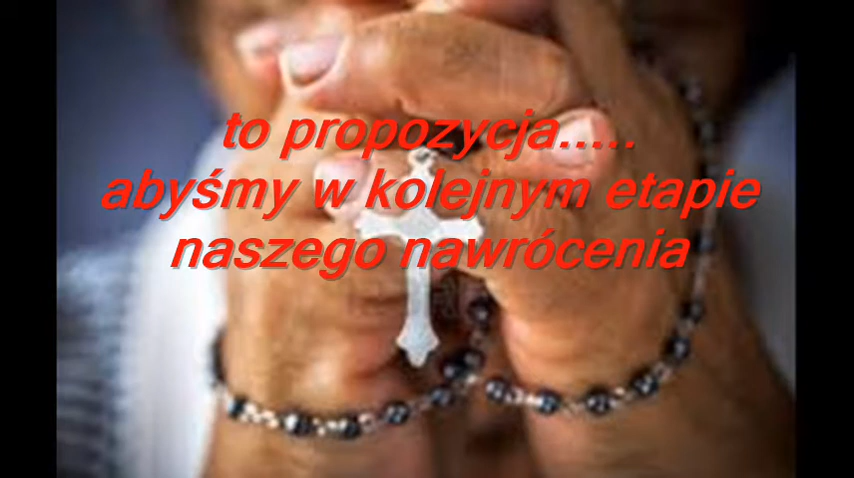 to propozycja.....
abyśmy w kolejnym etapie
naszego nawrócenia